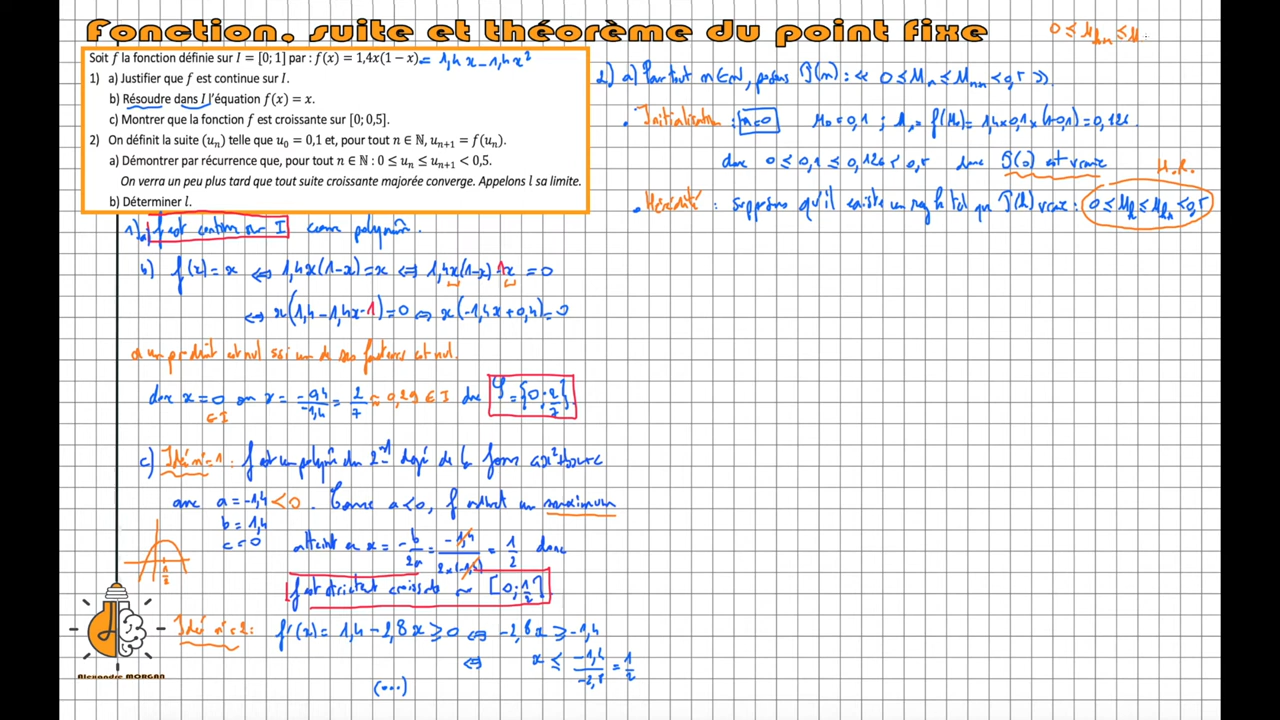 Fonction, suite et théorème du point fixe
Soit f la fonction définie sur I = [0; 1] par : f(x) = 1,4x(1 − x) = 1,4x − 1,4x²
1) a) Justifier que f est continue sur I.
b) Résoudre dans I l'équation f(x) = x.
c) Montrer que la fonction f est croissante sur [0; 0,5].
2) On définit la suite (uₙ) telle que u₀ = 0,1 et, pour tout n ∈ ℕ, uₙ₊₁ = f(uₙ).
a) Démontrer par récurrence que, pour tout n ∈ ℕ : 0 ≤ uₙ ≤ uₙ₊₁ < 0,5.
On verra un peu plus tard que tout suite croissante majorée converge. Appelons l sa limite.
b) Déterminer l.
1) a) f est continue sur I comme polynôme.
b) f(x) = x ⇔ 1,4x(1−x) = x ⇔ 1,4x(1−x) − 1x = 0
⇔ x(1,4 − 1,4x − 1) = 0 ⇔ x(−1,4x + 0,4) = 0
un produit est nul ssi un de ses facteurs est nul.
donc x = 0 ou x = −0,4/−1,4 = 2/7 ≈ 0,29 ∈ I donc S = {0; 2/7}
∈ I
c) Idée n°1 : f est un polynôme du 2nd degré de la forme ax²+bx+c
avec a = −1,4 < 0. Comme a < 0, f admet un maximum
b = 1,4
c = 0
atteint en x = −b/2a = −1,4/2×(−1,4) = 1/2 donc
1/2
f est strictement croissante sur [0; 1/2]
Idée n°2 : f'(x) = 1,4 − 2,8x ≥ 0 ⇔ −2,8x ≥ −1,4
⇔ x ≤ −1,4/−2,8 = 1/2
(...)
Alexandre MORGAN
0 ≤ uₖ₊₁ ≤ u
2) a) Pour tout n ∈ ℕ, posons P(n) : « 0 ≤ uₙ ≤ uₙ₊₁ < 0,5 ».
• Initialisation : n=0 u₀ = 0,1 ; u₁ = f(u₀) = 1,4×0,1×(1−0,1) = 0,126
donc 0 ≤ 0,1 ≤ 0,126 < 0,5 donc P(0) est vraie
H.R.
• Hérédité : supposons qu'il existe un rang k tel que P(k) vraie : 0 ≤ uₖ ≤ uₖ₊₁ < 0,5